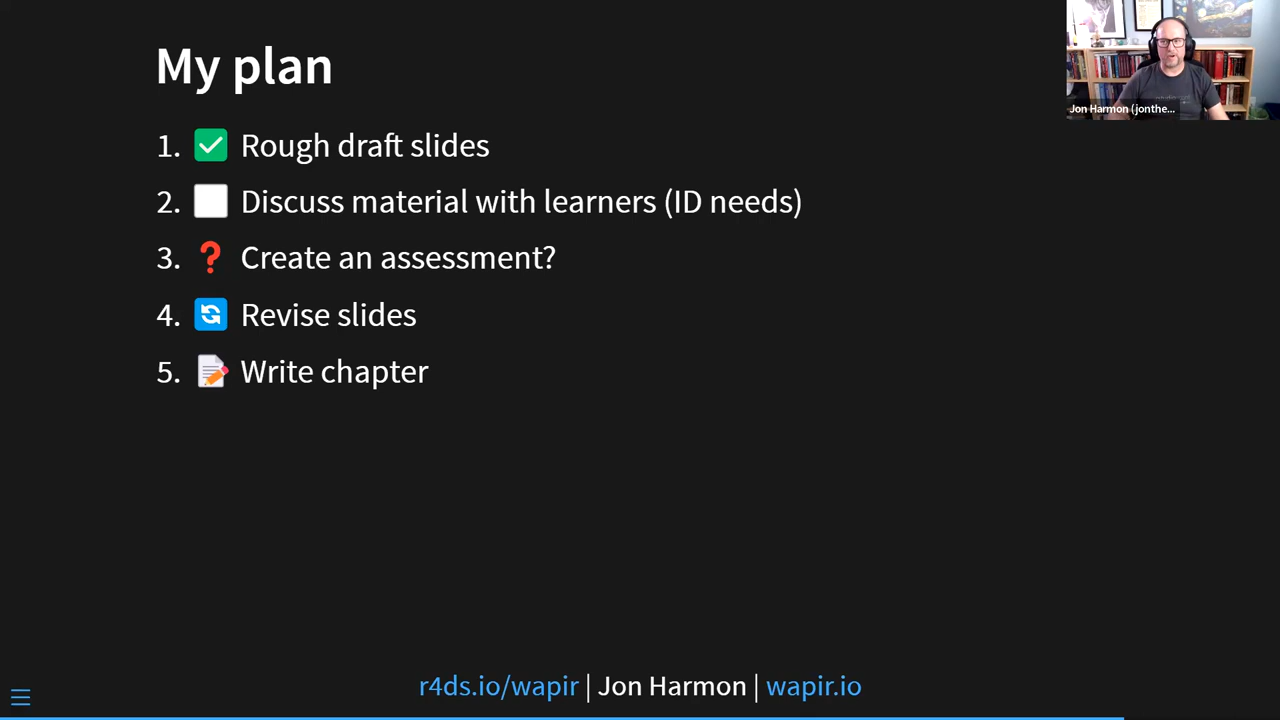 My plan
1. ✅ Rough draft slides
2. ⬜ Discuss material with learners (ID needs)
3. ❓ Create an assessment?
4. 🔄 Revise slides
5. 📝 Write chapter
Jon Harmon (jonthe...
r4ds.io/wapir | Jon Harmon | wapir.io